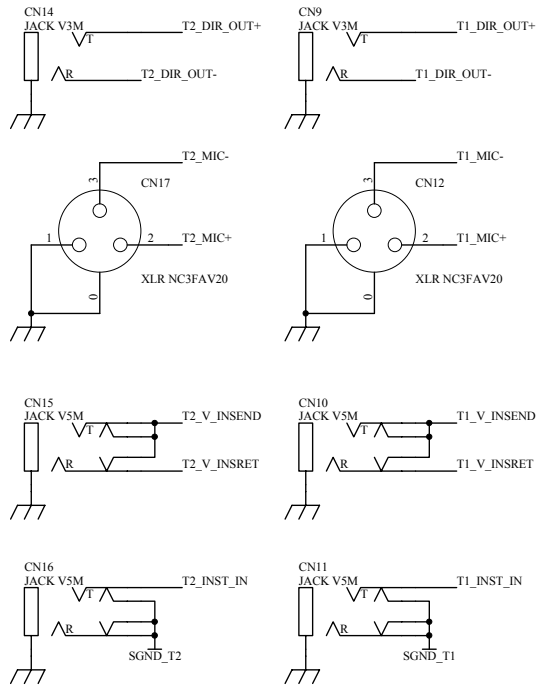 CN14
JACK V3M
T
T2_DIR_OUT+
R
T2_DIR_OUT-
CN9
JACK V3M
T
T1_DIR_OUT+
R
T1_DIR_OUT-
T2_MIC-
3
CN17
1
2
T2_MIC+
XLR NC3FAV20
0
T1_MIC-
3
CN12
1
2
T1_MIC+
XLR NC3FAV20
0
CN15
JACK V5M
T
T2_V_INSEND
R
T2_V_INSRET
CN10
JACK V5M
T
T1_V_INSEND
R
T1_V_INSRET
CN16
JACK V5M
T
T2_INST_IN
R
SGND_T2
CN11
JACK V5M
T
T1_INST_IN
R
SGND_T1